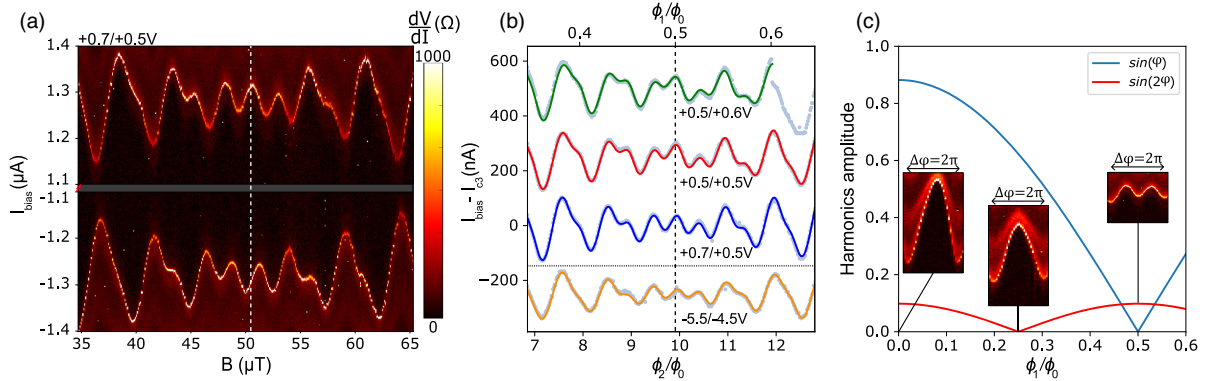 (a)
+0.7/+0.5V
dV/dI (Ω)
1000
0
1.4
1.3
1.2
1.1
-1.1
-1.2
-1.3
-1.4
I_bias (μA)
35 40 45 50 55 60 65
B (μT)
(b)
ϕ₁/ϕ₀
0.4 0.5 0.6
600
400
200
0
-200
I_bias - I_c3 (nA)
+0.5/+0.6V
+0.5/+0.5V
+0.7/+0.5V
-5.5/-4.5V
7 8 9 10 11 12
ϕ₂/ϕ₀
(c)
1.0
0.8
0.6
0.4
0.2
0.0
Harmonics amplitude
sin(φ)
sin(2φ)
Δφ=2π
Δφ=2π
Δφ=2π
0.0 0.1 0.2 0.3 0.4 0.5 0.6
ϕ₁/ϕ₀